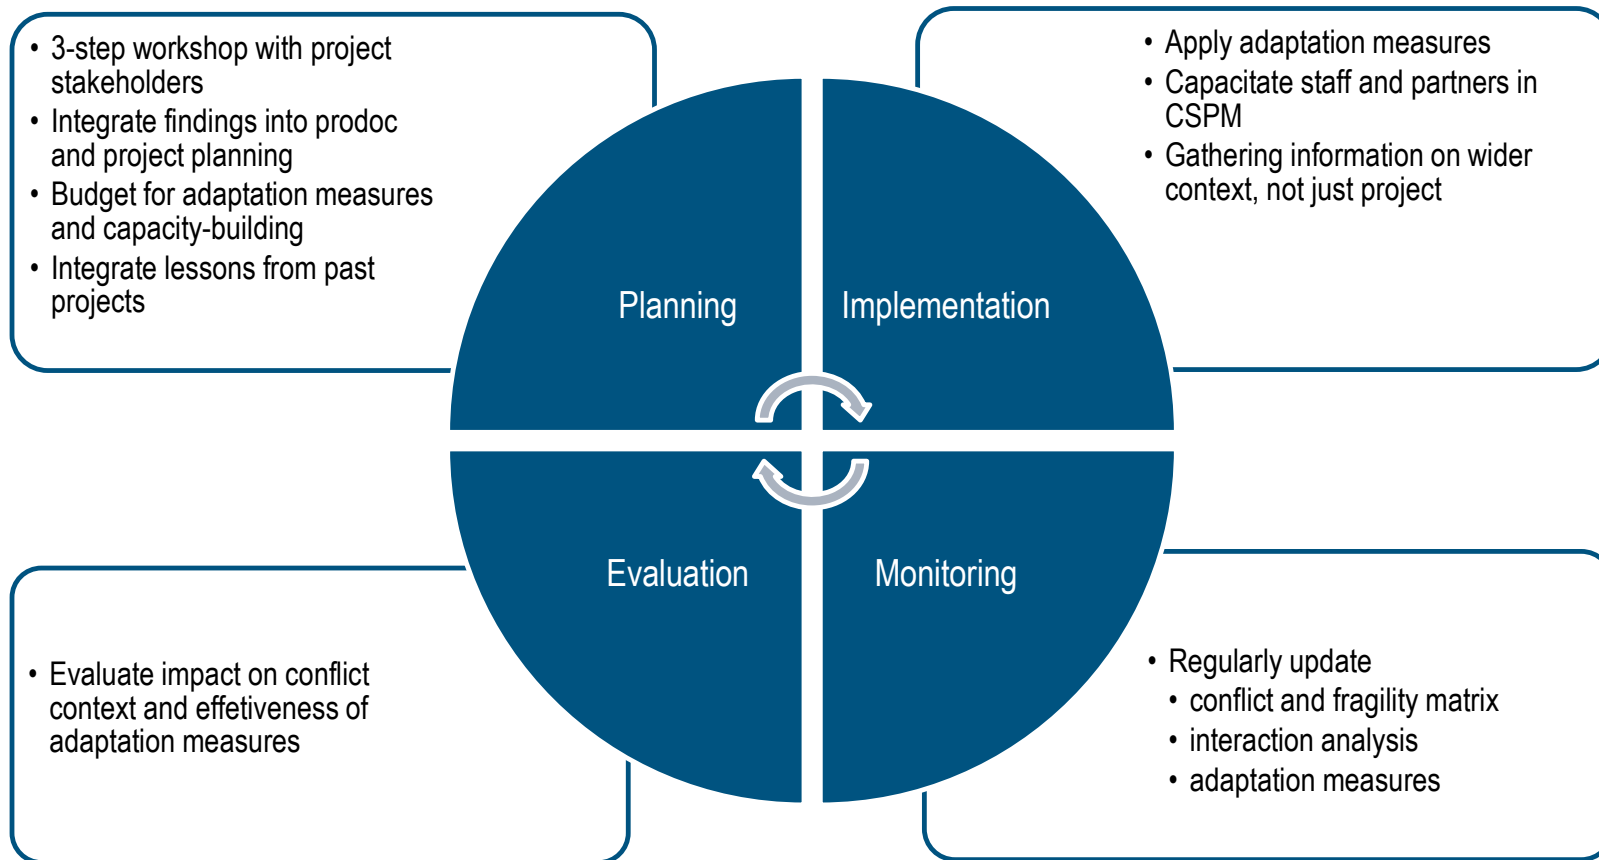 • 3-step workshop with project
stakeholders
• Integrate findings into prodoc
and project planning
• Budget for adaptation measures
and capacity-building
• Integrate lessons from past
projects
• Apply adaptation measures
• Capacitate staff and partners in
CSPM
• Gathering information on wider
context, not just project
Planning
Implementation
Evaluation
Monitoring
• Evaluate impact on conflict
context and effetiveness of
adaptation measures
• Regularly update
• conflict and fragility matrix
• interaction analysis
• adaptation measures